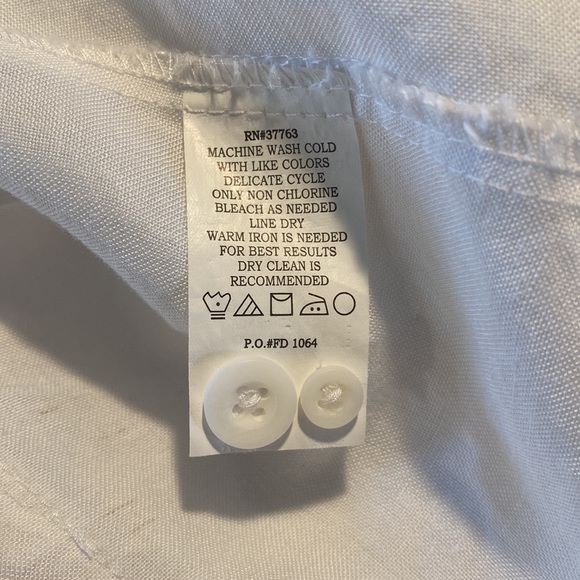 RN#37763
MACHINE WASH COLD
WITH LIKE COLORS
DELICATE CYCLE
ONLY NON CHLORINE
BLEACH AS NEEDED
LINE DRY
WARM IRON IS NEEDED
FOR BEST RESULTS
DRY CLEAN IS
RECOMMENDED
P.O.#FD 1064